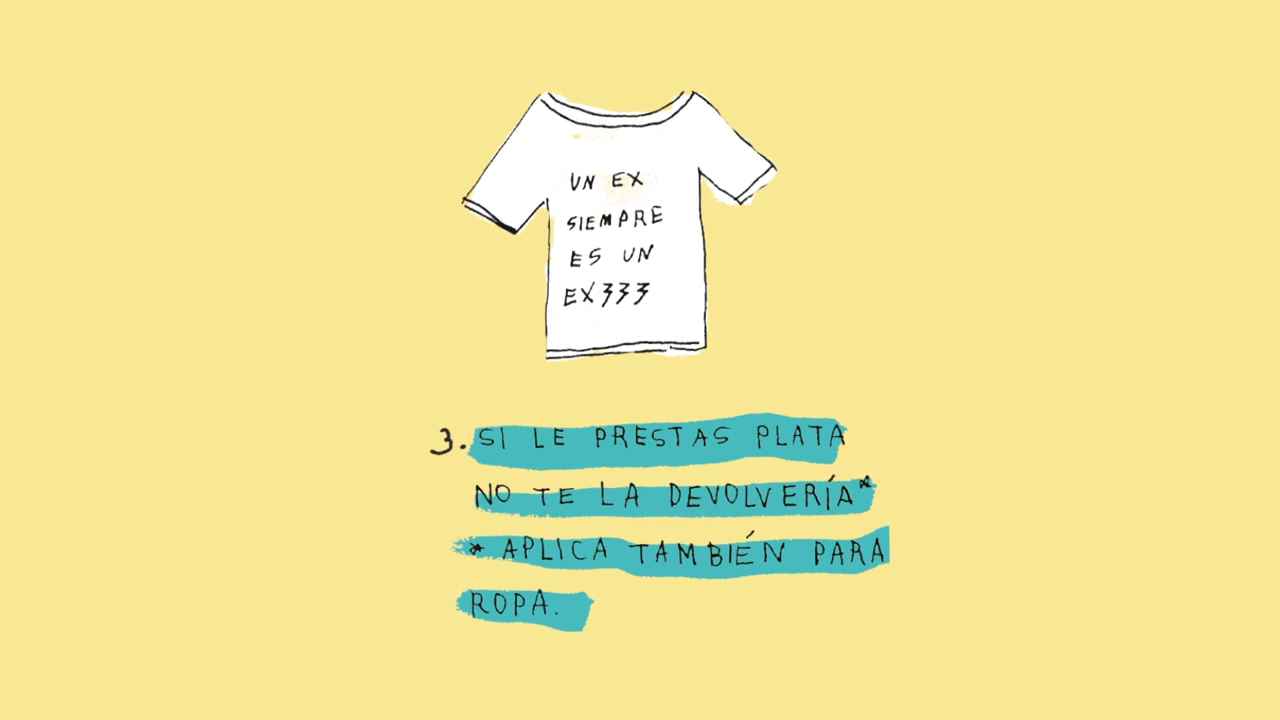 UN EX
SIEMPRE
ES UN
EX333
3. SI LE PRESTAS PLATA
NO TE LA DEVOLVERÍA*
* APLICA TAMBIÉN PARA
ROPA.